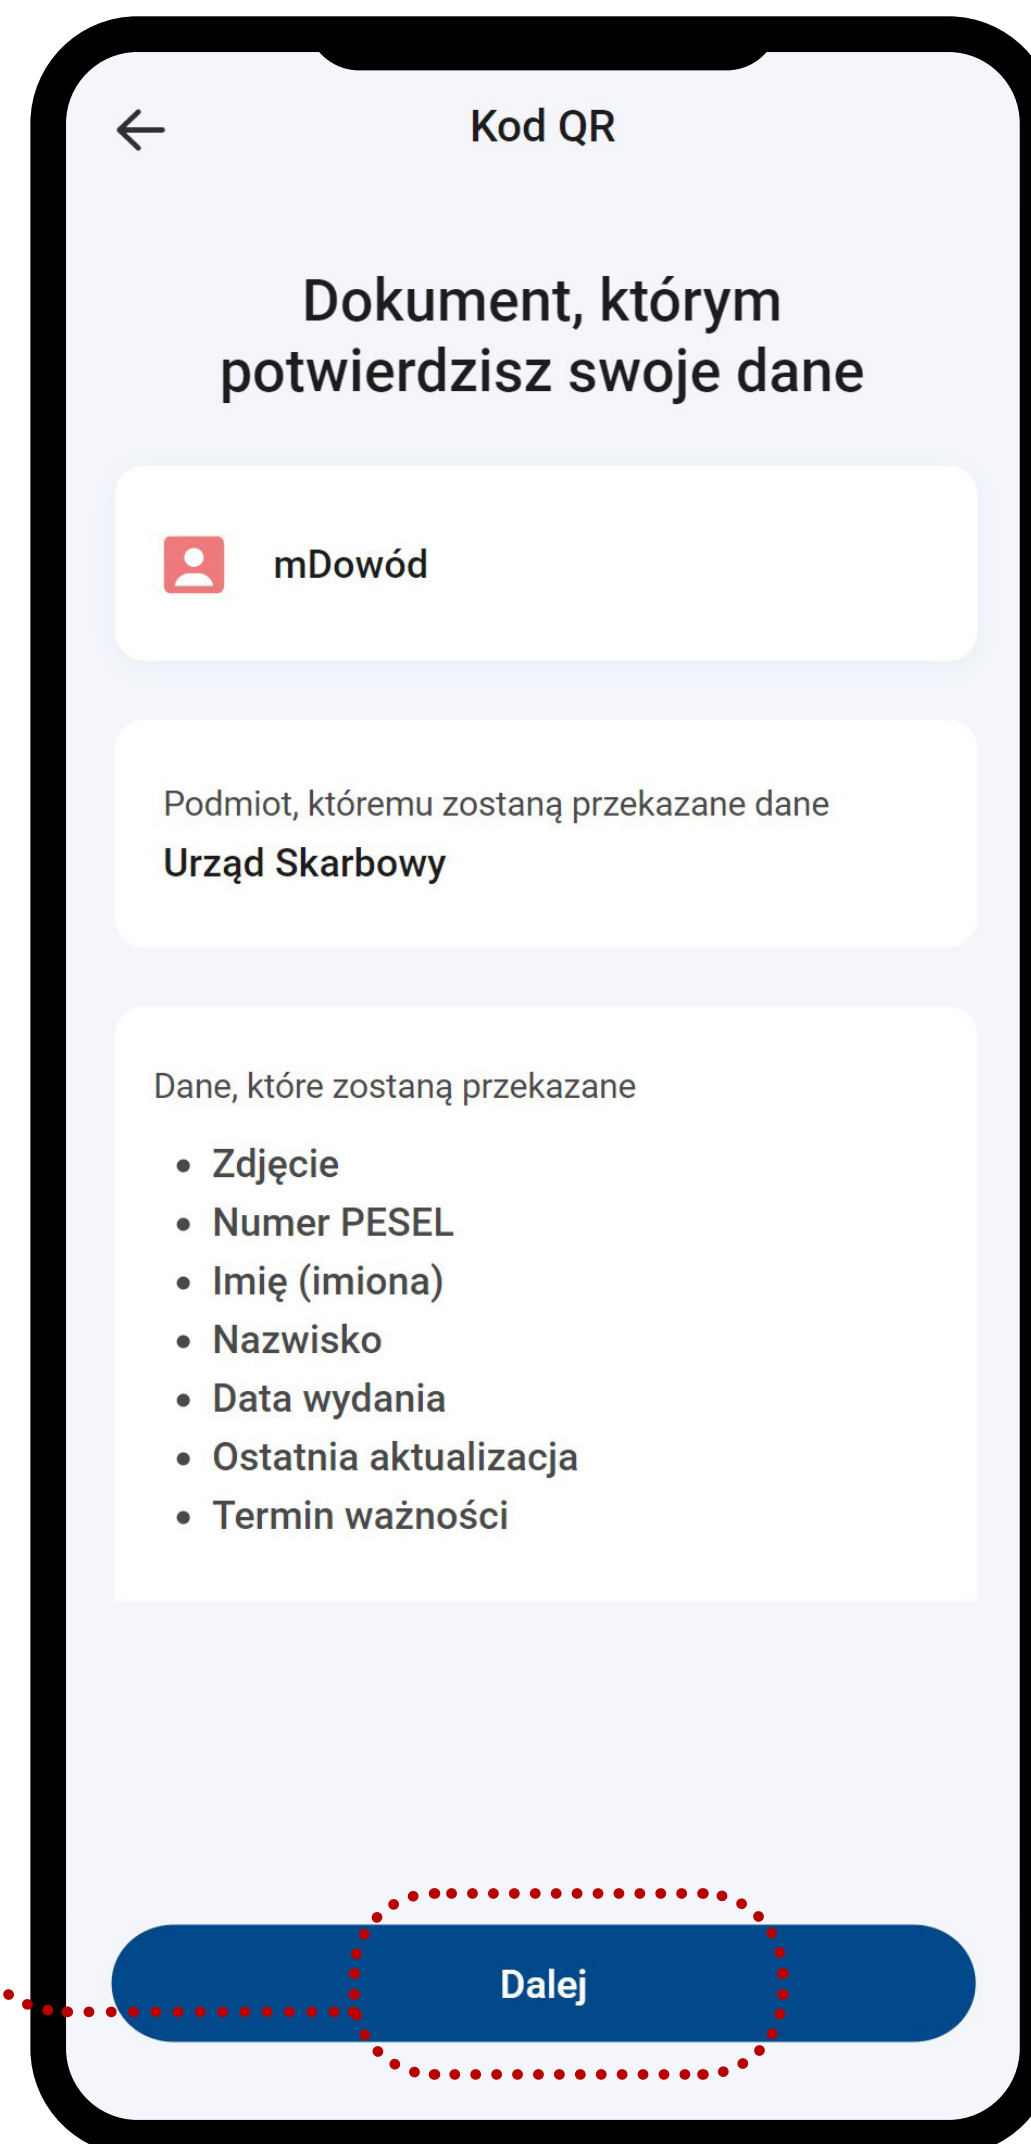 Kod QR
Dokument, którym
potwierdzisz swoje dane
mDowód
Podmiot, któremu zostaną przekazane dane
Urząd Skarbowy
Dane, które zostaną przekazane
• Zdjęcie
• Numer PESEL
• Imię (imiona)
• Nazwisko
• Data wydania
• Ostatnia aktualizacja
• Termin ważności
Dalej